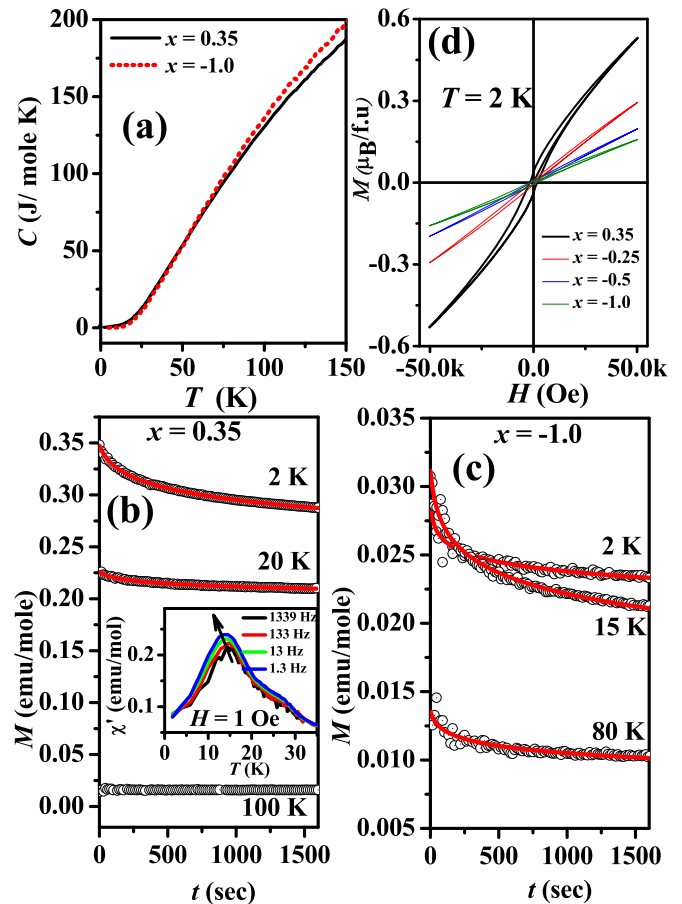 200
150
100
50
0
C (J/ mole K)
x = 0.35
x = -1.0
(a)
0 50 100 150
T (K)
(d)
T = 2 K
0.6
0.3
0.0
-0.3
-0.6
M (μB/f.u)
x = 0.35
x = -0.25
x = -0.5
x = -1.0
-50.0k 0.0 50.0k
H (Oe)
x = 0.35
0.35
0.30
0.25
0.20
0.15
0.10
0.05
0.00
M (emu/mole)
2 K
(b)
20 K
100 K
0.2
0.1
χ' (emu/mol)
1339 Hz
133 Hz
13 Hz
1.3 Hz
H = 1 Oe
0 10 20 30
T (K)
0 500 1000 1500
t (sec)
x = -1.0
(c)
0.035
0.030
0.025
0.020
0.015
0.010
0.005
M (emu/mole)
2 K
15 K
80 K
0 500 1000 1500
t (sec)